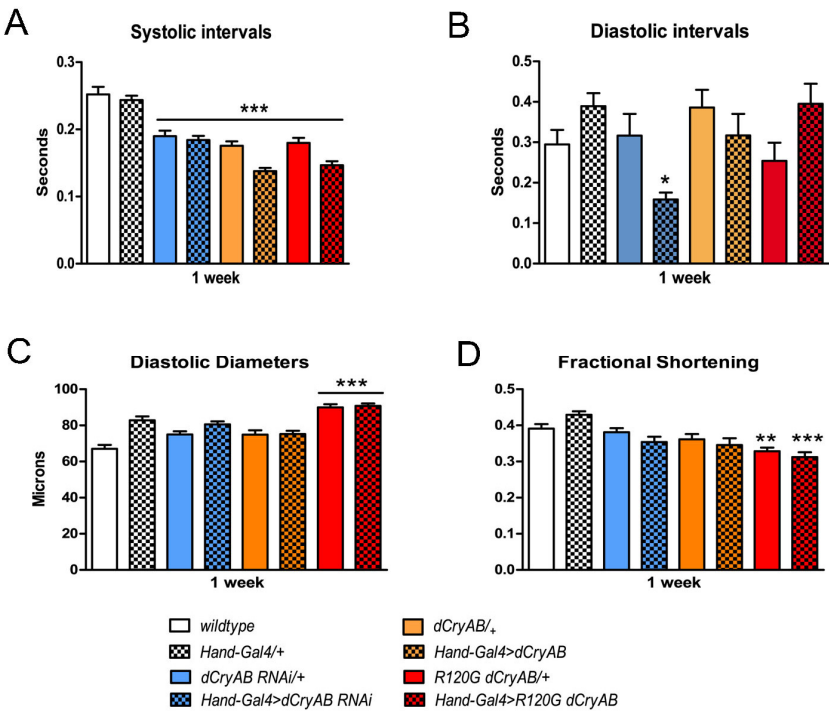 A
Systolic intervals
0.3
0.2
0.1
0.0
Seconds
***
1 week
B
Diastolic intervals
0.5
0.4
0.3
0.2
0.1
0.0
Seconds
*
1 week
C
Diastolic Diameters
100
80
60
40
20
0
Microns
***
1 week
D
Fractional Shortening
0.5
0.4
0.3
0.2
0.1
0.0
**
***
1 week
wildtype
Hand-Gal4/+
dCryAB RNAi/+
Hand-Gal4>dCryAB RNAi
dCryAB/+
Hand-Gal4>dCryAB
R120G dCryAB/+
Hand-Gal4>R120G dCryAB